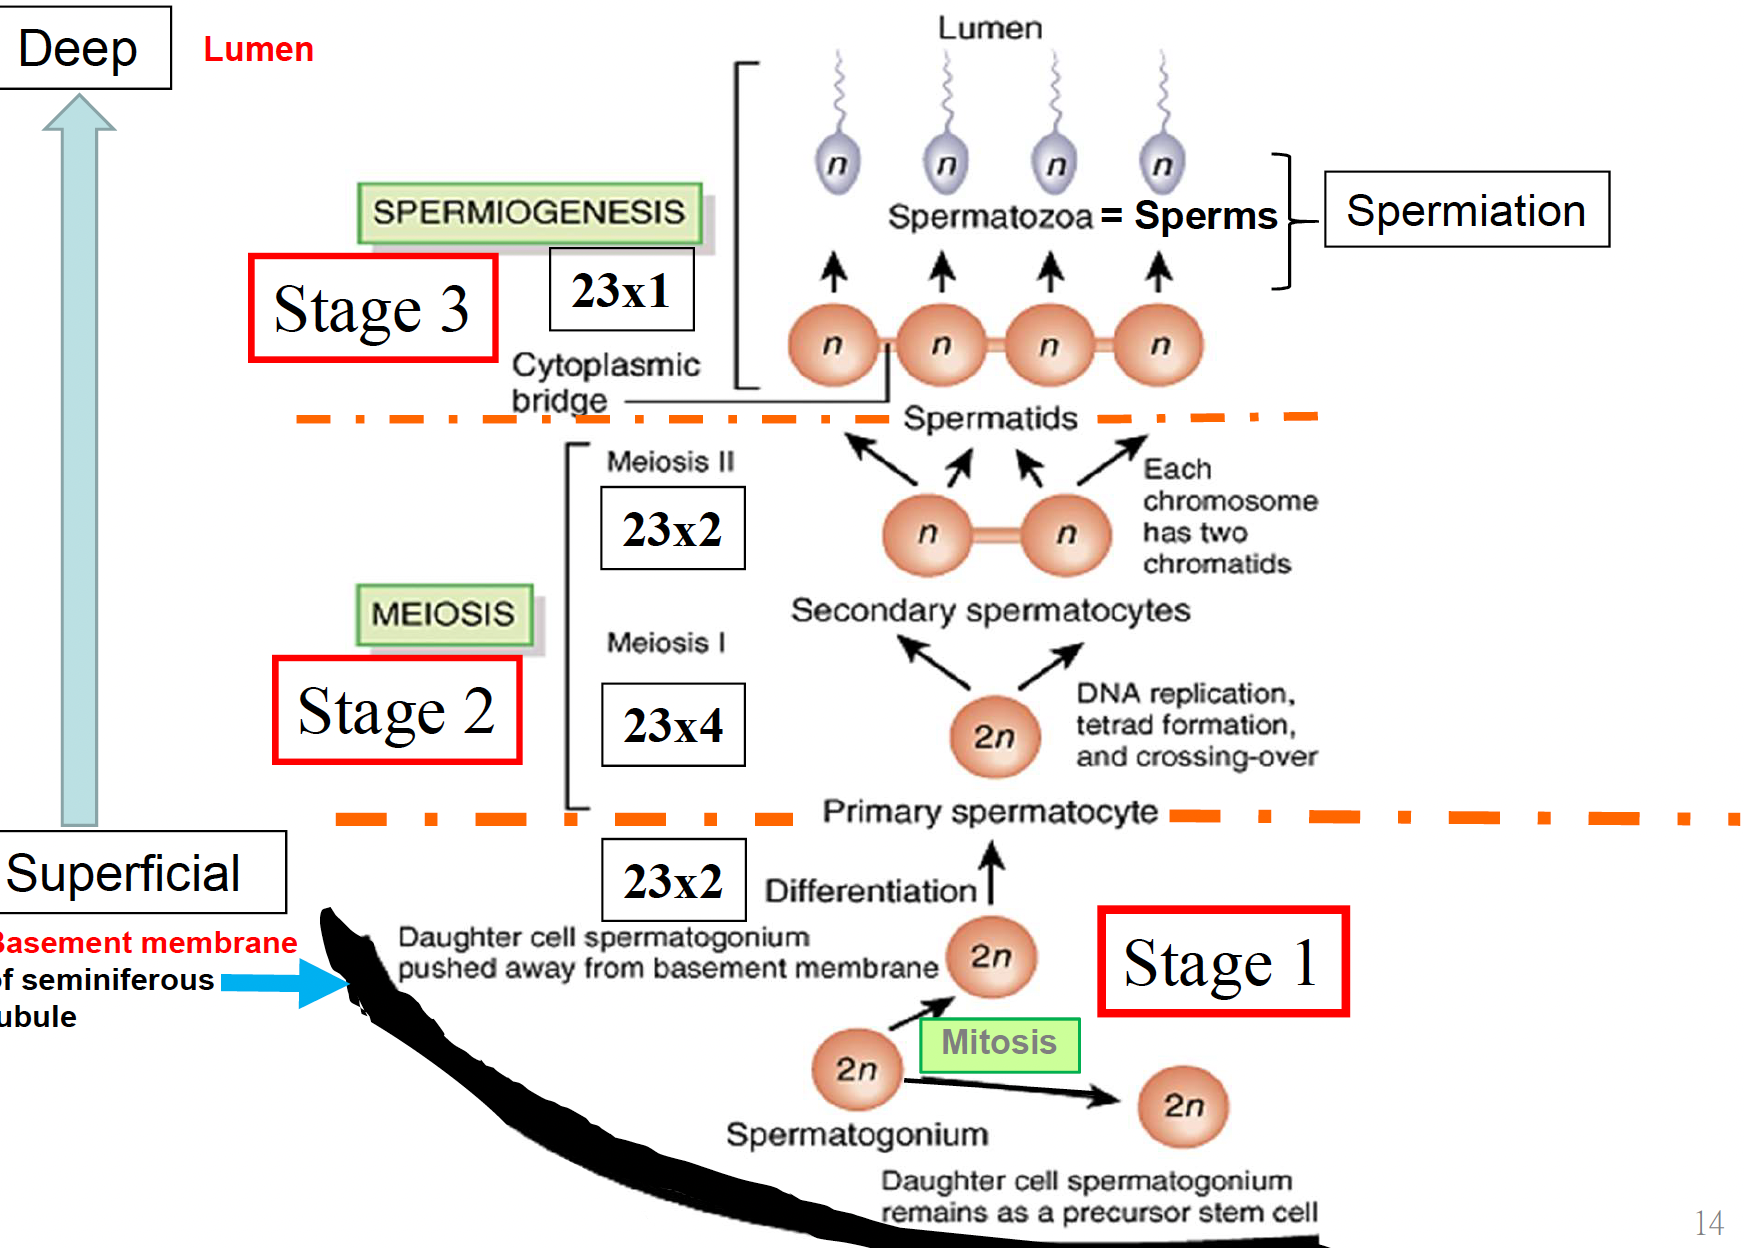 Deep
Lumen
Lumen
n n n n
Spermatozoa = Sperms
Spermiation
SPERMIOGENESIS
Stage 3
23x1
n n n n
Cytoplasmic
bridge
Spermatids
Meiosis II
23x2
n n
Each
chromosome
has two
chromatids
Secondary spermatocytes
MEIOSIS
Stage 2
Meiosis I
23x4
2n
DNA replication,
tetrad formation,
and crossing-over
Primary spermatocyte
Superficial
23x2
Differentiation
Basement membrane
of seminiferous
tubule
Daughter cell spermatogonium
pushed away from basement membrane
2n
Stage 1
Mitosis
2n
2n
Spermatogonium
Daughter cell spermatogonium
remains as a precursor stem cell
14